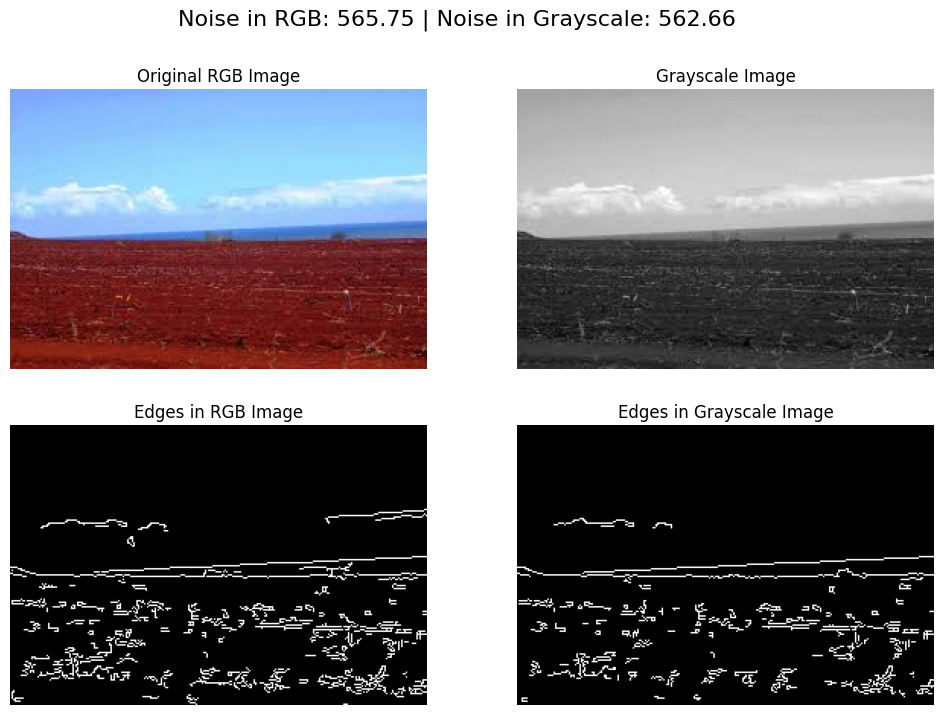 Noise in RGB: 565.75 | Noise in Grayscale: 562.66
Original RGB Image
Grayscale Image
Edges in RGB Image
Edges in Grayscale Image